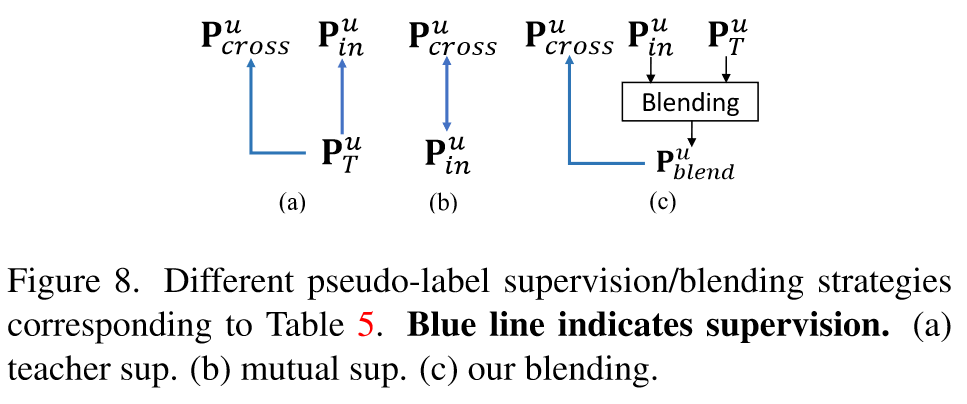 P^u_cross P^u_in P^u_cross P^u_cross P^u_in P^u_T
Blending
P^u_T P^u_in P^u_blend
(a) (b) (c)
Figure 8. Different pseudo-label supervision/blending strategies
corresponding to Table 5. Blue line indicates supervision. (a)
teacher sup. (b) mutual sup. (c) our blending.